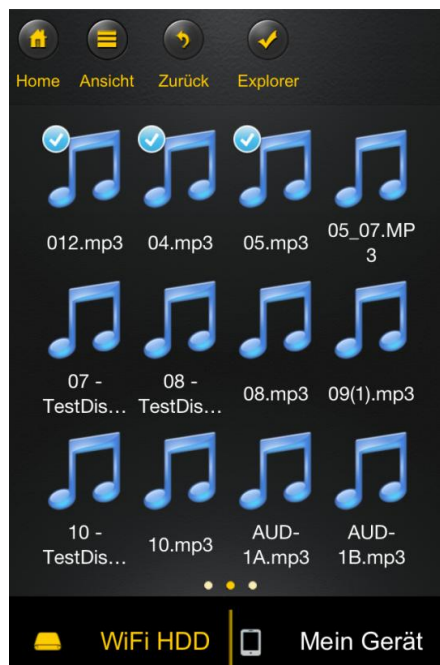 Home Ansicht Zurück Explorer
012.mp3 04.mp3 05.mp3 05_07.MP
3
07 - 08 -
TestDis... TestDis... 08.mp3 09(1).mp3
10 - 10.mp3 AUD- AUD-
TestDis... 1A.mp3 1B.mp3
WiFi HDD Mein Gerät